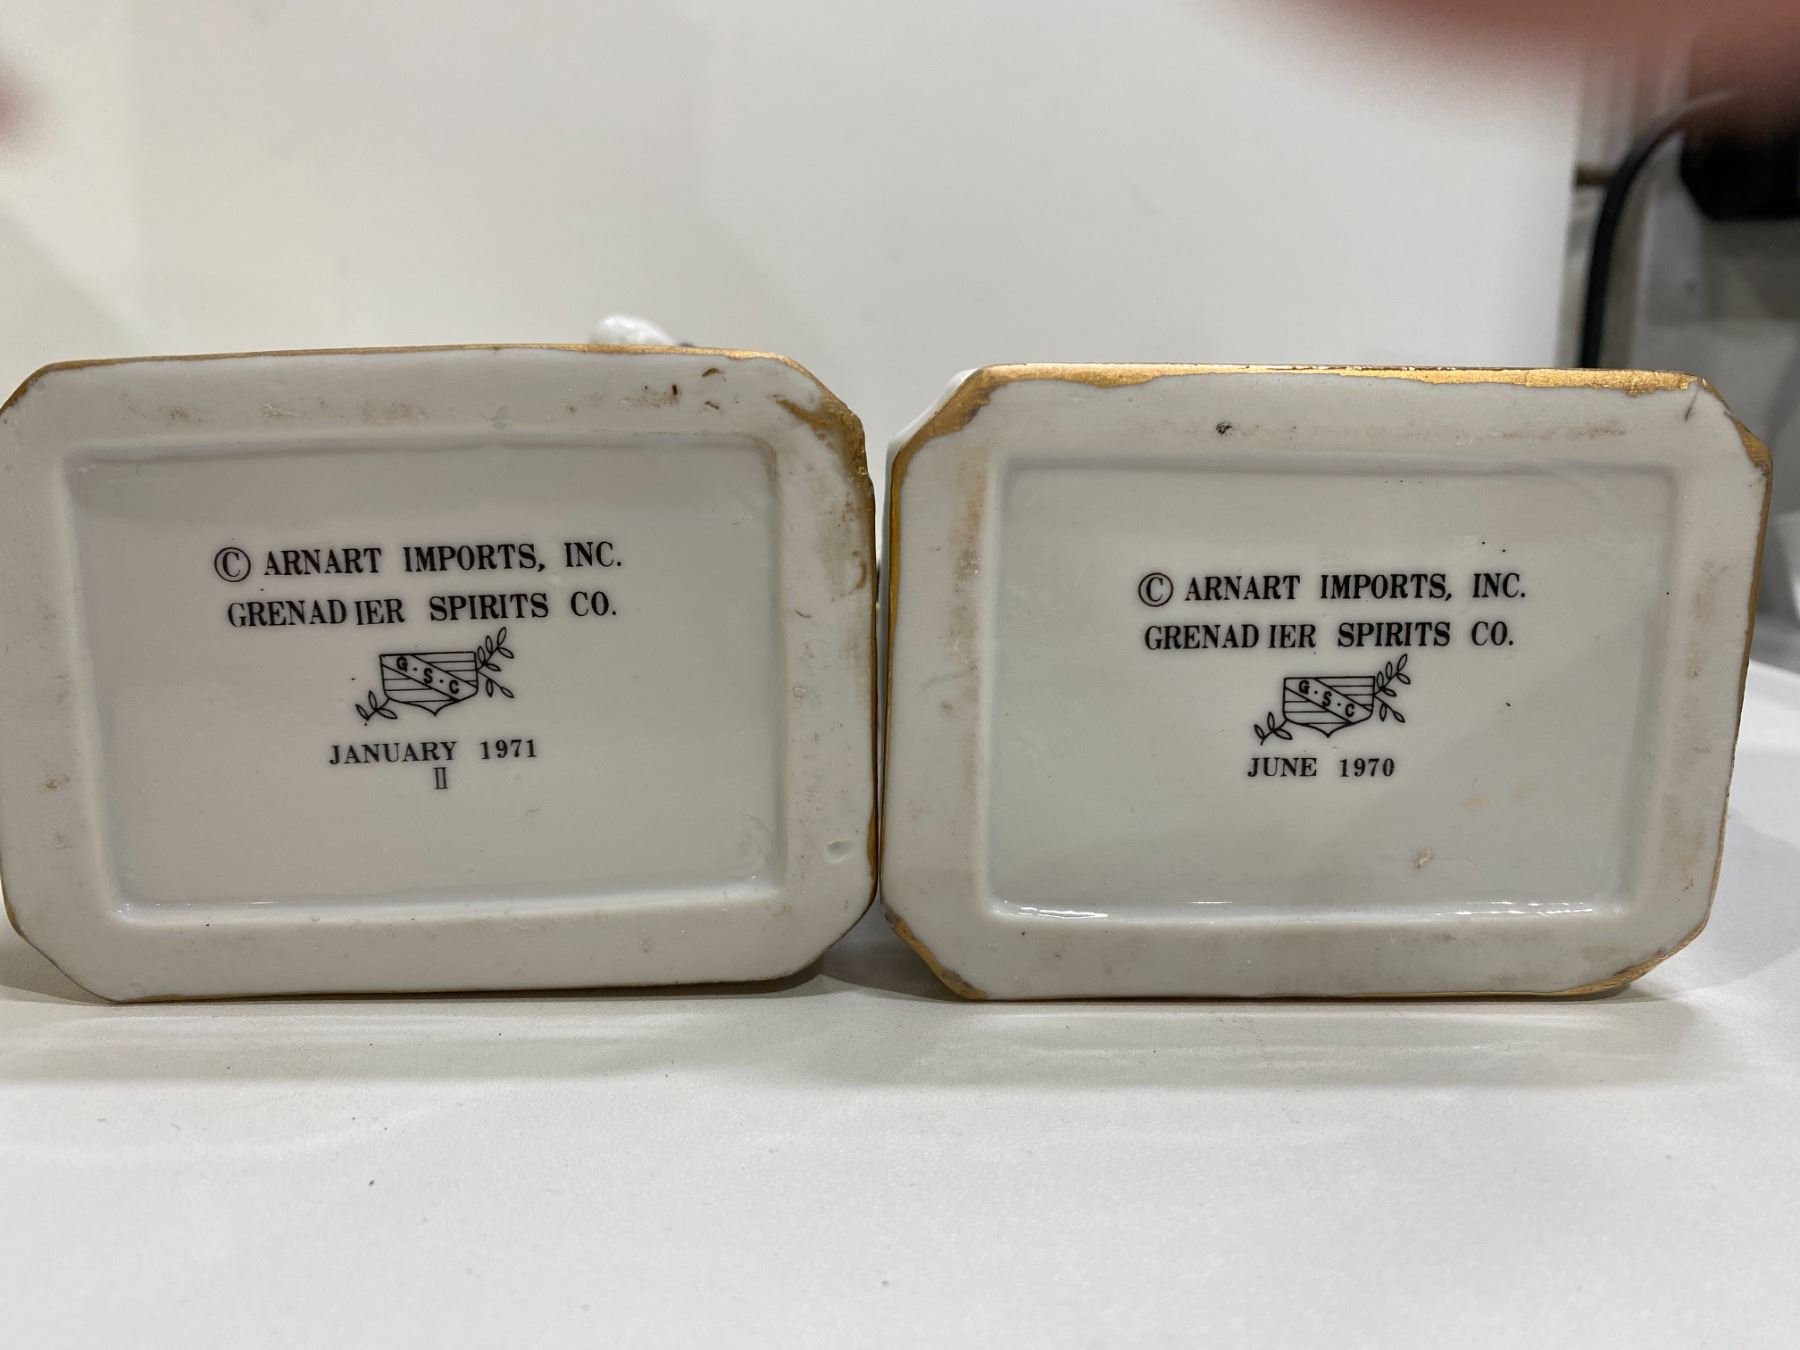 © ARNART IMPORTS, INC.
GRENADIER SPIRITS CO.
G·S·C
JANUARY 1971
II
© ARNART IMPORTS, INC.
GRENADIER SPIRITS CO.
G·S·C
JUNE 1970